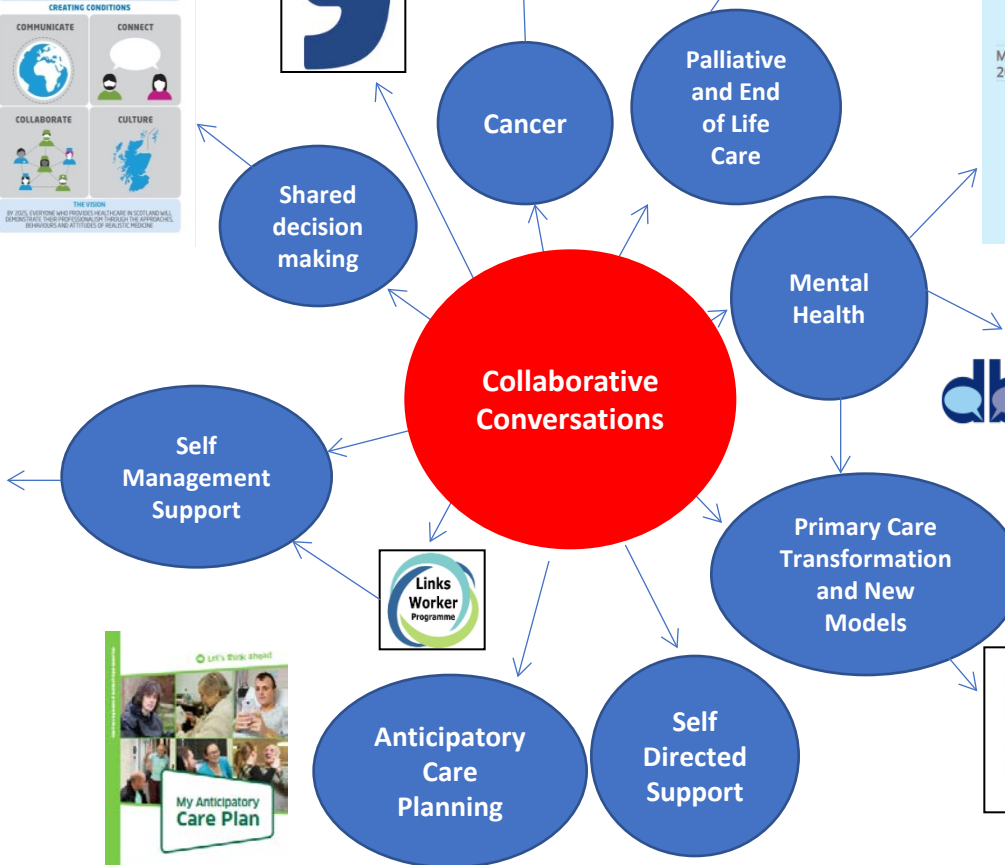 CREATING CONDITIONS
COMMUNICATE
CONNECT
COLLABORATE
CULTURE
THE VISION
BY 2025, EVERYONE WHO PROVIDES HEALTHCARE IN SCOTLAND WILL
DEMONSTRATE THEIR PROFESSIONALISM THROUGH THE APPROACHES,
BEHAVIOURS AND ATTITUDES OF REALISTIC MEDICINE
Cancer
Palliative
and End
of Life
Care
Shared
decision
making
Mental
Health
Collaborative
Conversations
Self
Management
Support
Primary Care
Transformation
and New
Models
Links
Worker
Programme
Let's think ahead
My Anticipatory
Care Plan
Anticipatory
Care
Planning
Self
Directed
Support